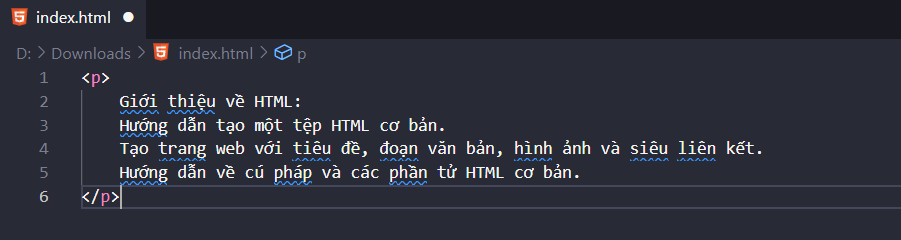 index.html
D: > Downloads > index.html > p
1 <p>
2 Giới thiệu về HTML:
3 Hướng dẫn tạo một tệp HTML cơ bản.
4 Tạo trang web với tiêu đề, đoạn văn bản, hình ảnh và siêu liên kết.
5 Hướng dẫn về cú pháp và các phần tử HTML cơ bản.
6 </p>